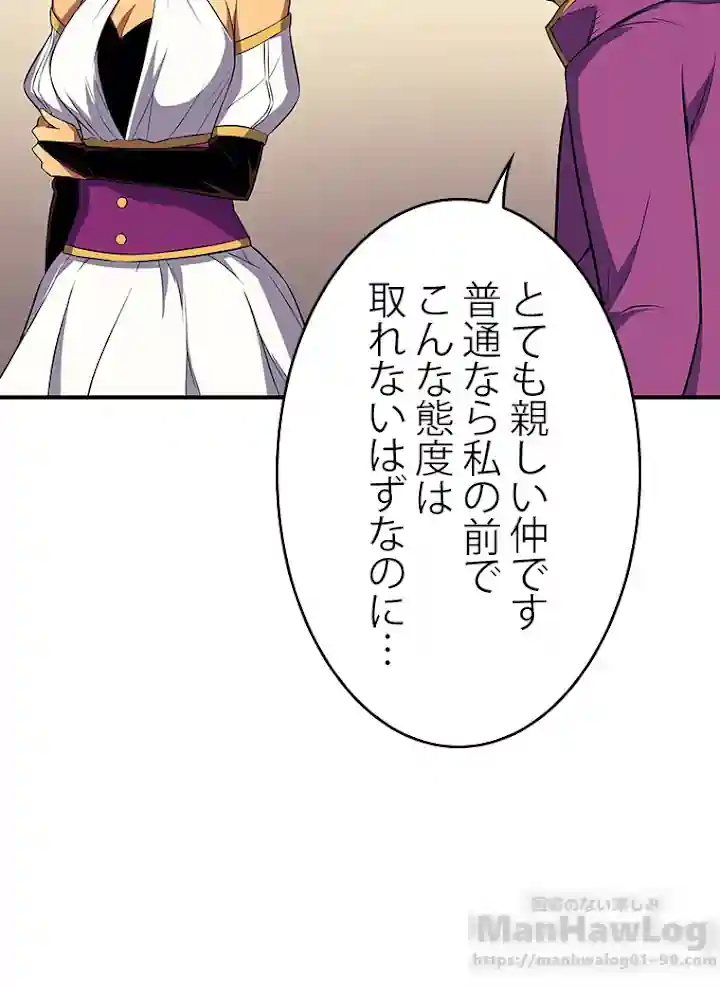 とても親しい仲です
普通なら私の前で
こんな態度は
取れないはずなのに…
ManHawLog
https://manhwalog01-90.com